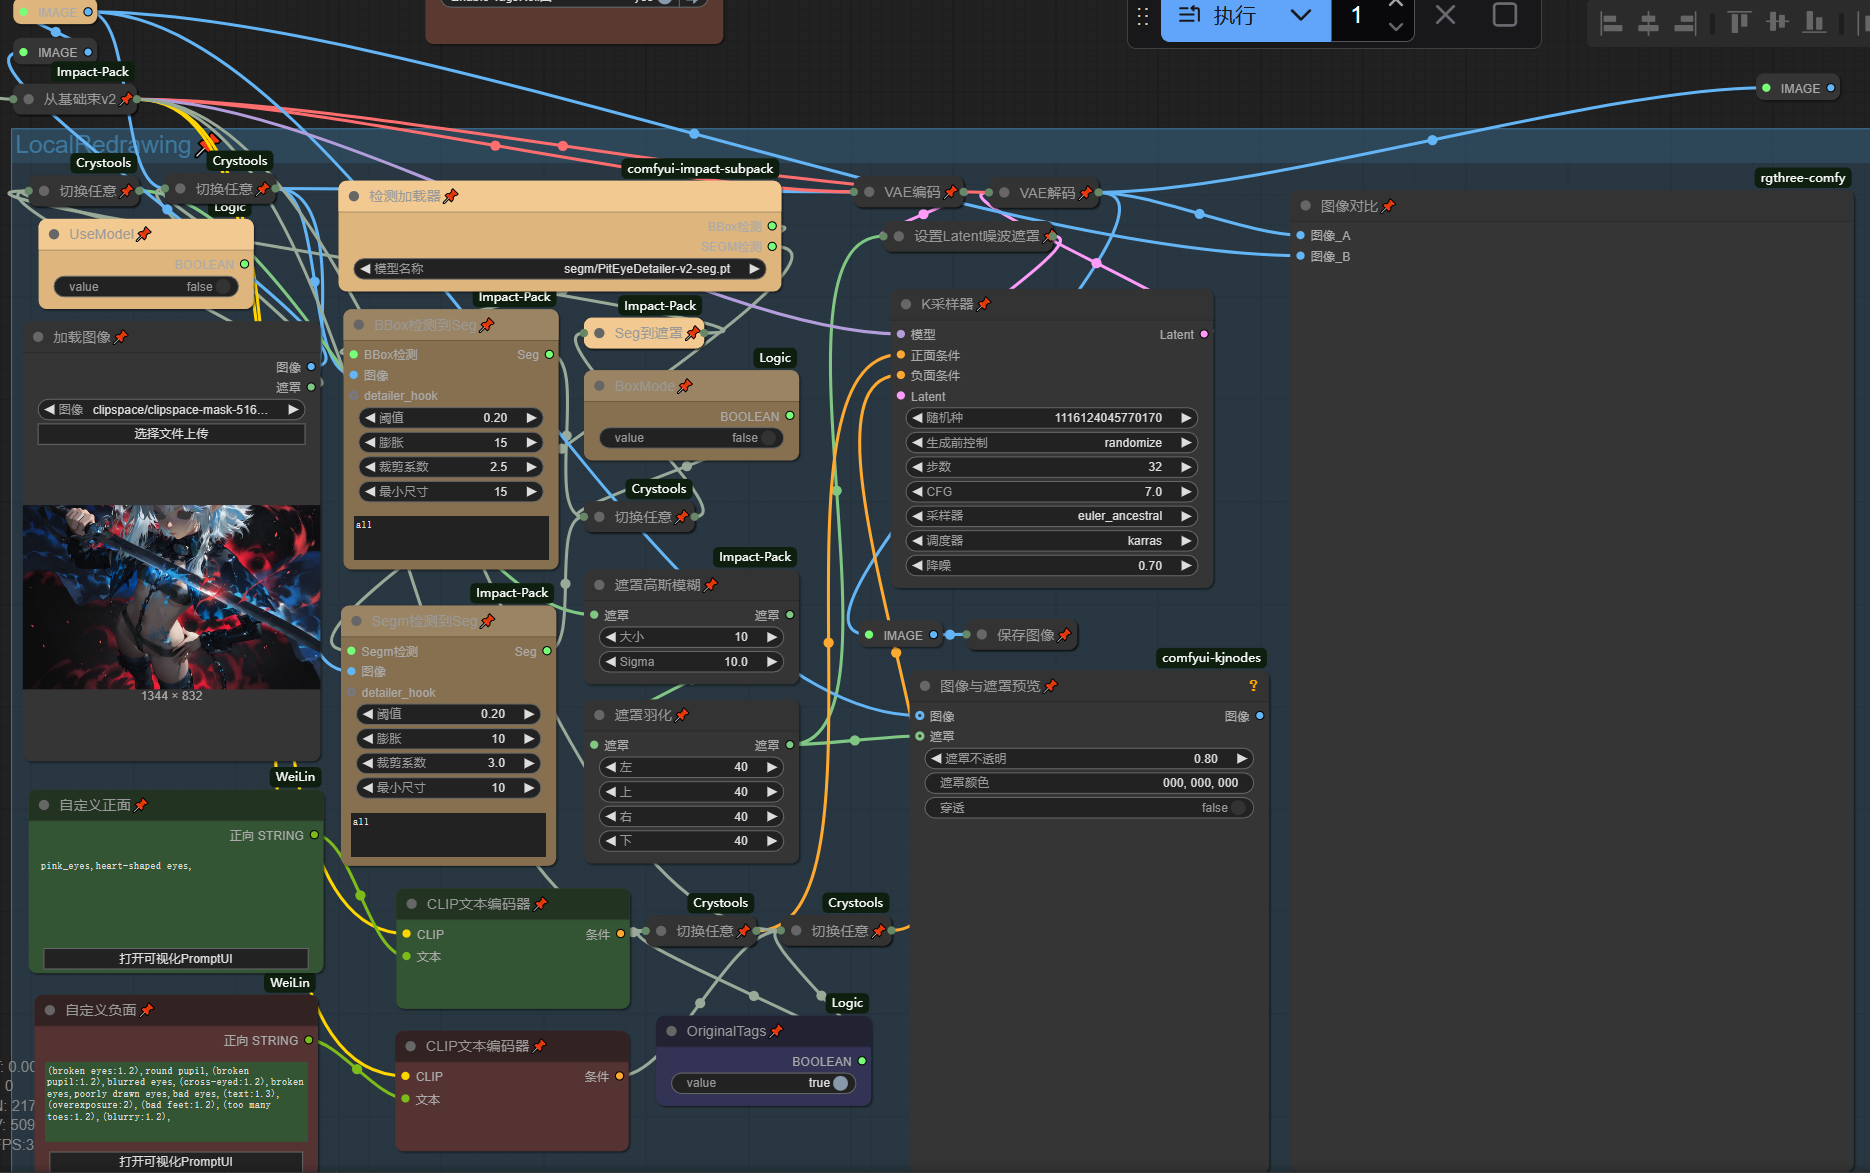 IMAGE
IMAGE
Impact-Pack
从基础束v2
执行
1
IMAGE
LocalRedrawing
Crystools
切换任意
Crystools
切换任意
Logic
UseModel
BOOLEAN
value false
comfyui-impact-subpack
检测加载器
BBox检测
SEGM检测
模型名称 segm/PitEyeDetailer-v2-seg.pt
VAE编码
VAE解码
设置Latent噪波遮罩
rgthree-comfy
图像对比
图像_A
图像_B
加载图像
图像
遮罩
图像 clipspace/clipspace-mask-516...
选择文件上传
1344 × 832
Impact-Pack
BBox检测到Seg
BBox检测 Seg
图像
detailer_hook
阈值 0.20
膨胀 15
裁剪系数 2.5
最小尺寸 15
all
Impact-Pack
Seg到遮罩
Logic
BoxMode
BOOLEAN
value false
Crystools
切换任意
K采样器
模型 Latent
正面条件
负面条件
Latent
随机种 1116124045770170
生成前控制 randomize
步数 32
CFG 7.0
采样器 euler_ancestral
调度器 karras
降噪 0.70
Impact-Pack
Segm检测到Seg
Segm检测 Seg
图像
detailer_hook
阈值 0.20
膨胀 10
裁剪系数 3.0
最小尺寸 10
all
Impact-Pack
遮罩高斯模糊
遮罩 遮罩
大小 10
Sigma 10.0
遮罩羽化
遮罩 遮罩
左 40
上 40
右 40
下 40
IMAGE
保存图像
comfyui-kjnodes
图像与遮罩预览 ?
图像 图像
遮罩
遮罩不透明 0.80
遮罩颜色 000, 000, 000
穿透 false
WeiLin
自定义正面
正向 STRING
pink_eyes,heart-shaped eyes,
打开可视化PromptUI
WeiLin
自定义负面
正向 STRING
(broken eyes:1.2),round pupil,(broken
pupil:1.2),blurred eyes,(cross-eyed:1.2),broken
eyes,poorly drawn eyes,bad eyes,(text:1.3),
(overexposure:2),(bad feet:1.2),(too many
toes:1.2),(blurry:1.2),
打开可视化PromptUI
CLIP文本编码器
CLIP 条件
文本
CLIP文本编码器
CLIP 条件
文本
Crystools
切换任意
Crystools
切换任意
Logic
OriginalTags
BOOLEAN
value true